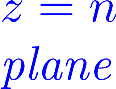 z = n
plane